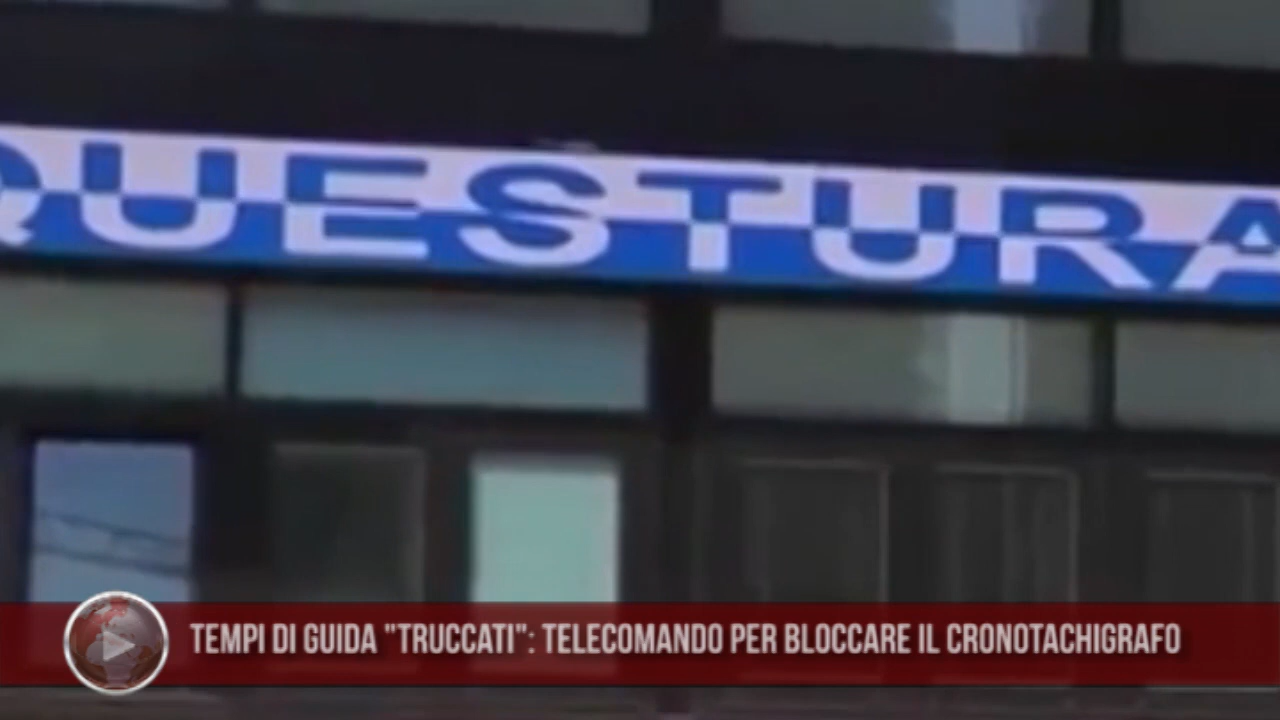 QUESTURA
TEMPI DI GUIDA "TRUCCATI": TELECOMANDO PER BLOCCARE IL CRONOTACHIGRAFO